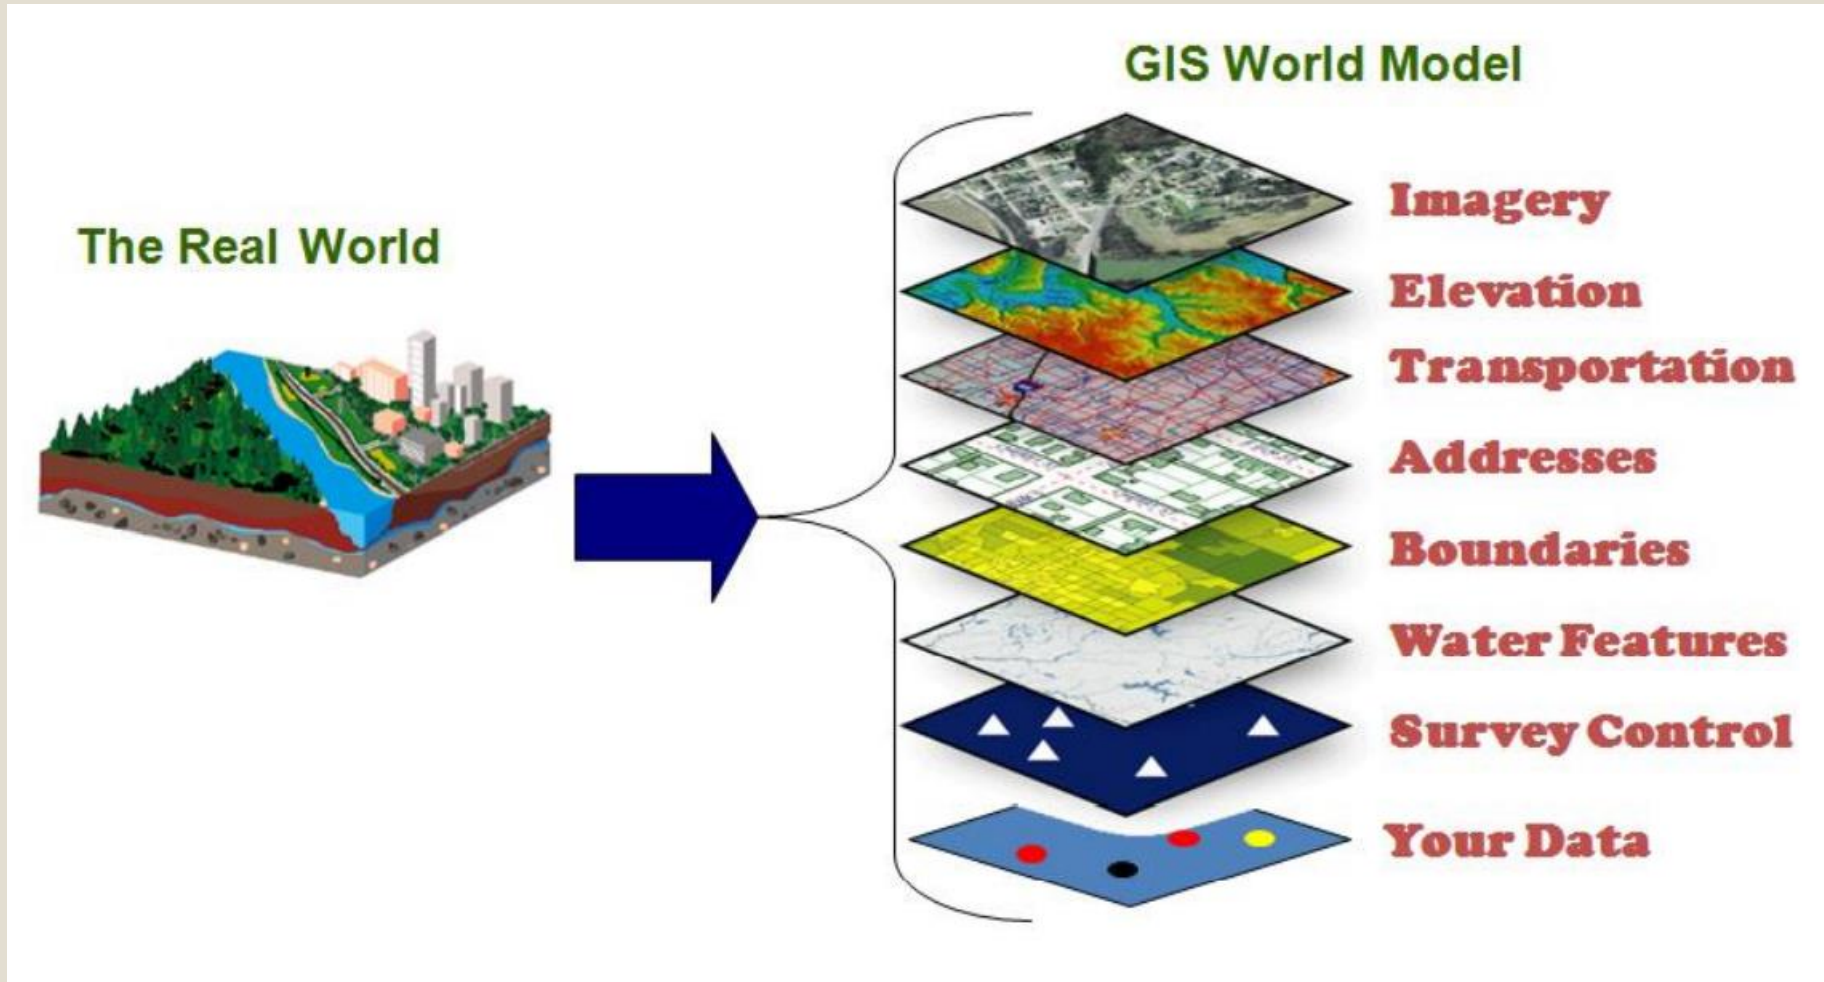 GIS World Model
The Real World
Imagery
Elevation
Transportation
Addresses
Boundaries
Water Features
Survey Control
Your Data